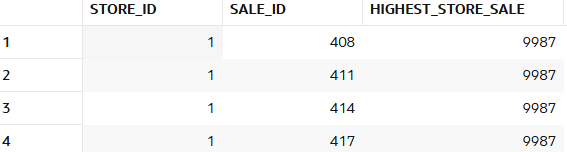 STORE_ID SALE_ID HIGHEST_STORE_SALE
1 1 408 9987
2 1 411 9987
3 1 414 9987
4 1 417 9987